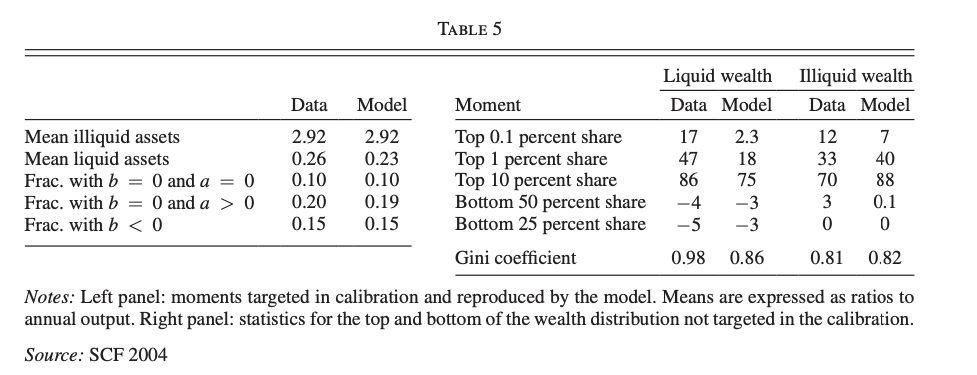 TABLE 5
Liquid wealth Illiquid wealth
Data Model Moment Data Model Data Model
Mean illiquid assets 2.92 2.92 Top 0.1 percent share 17 2.3 12 7
Mean liquid assets 0.26 0.23 Top 1 percent share 47 18 33 40
Frac. with b = 0 and a = 0 0.10 0.10 Top 10 percent share 86 75 70 88
Frac. with b = 0 and a > 0 0.20 0.19 Bottom 50 percent share −4 −3 3 0.1
Frac. with b < 0 0.15 0.15 Bottom 25 percent share −5 −3 0 0
Gini coefficient 0.98 0.86 0.81 0.82
Notes: Left panel: moments targeted in calibration and reproduced by the model. Means are expressed as ratios to
annual output. Right panel: statistics for the top and bottom of the wealth distribution not targeted in the calibration.
Source: SCF 2004